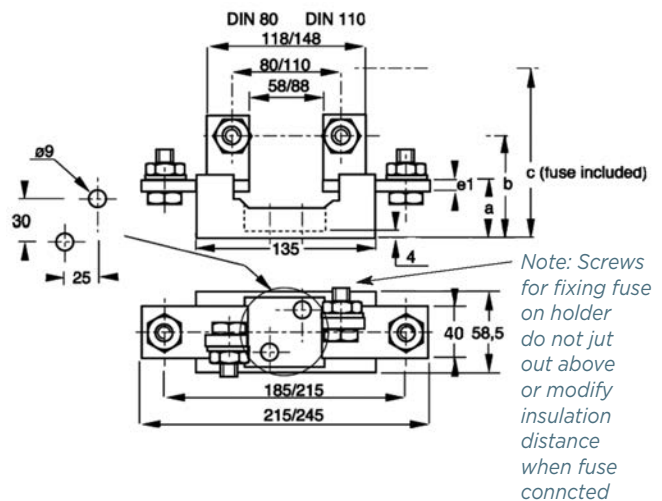 DIN 80 DIN 110
118/148
80/110
58/88
ø9
30
25
135
4
e1
a
b
c (fuse included)
40
58,5
185/215
215/245
Note: Screws
for fixing fuse
on holder
do not jut
out above
or modify
insulation
distance
when fuse
conncted